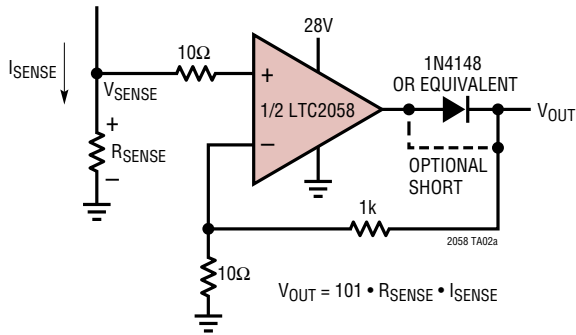 28V
10Ω
1N4148
OR EQUIVALENT
ISENSE
VSENSE
+
1/2 LTC2058
VOUT
+
RSENSE
–
–
OPTIONAL
SHORT
1k
2058 TA02a
10Ω
VOUT = 101 • RSENSE • ISENSE